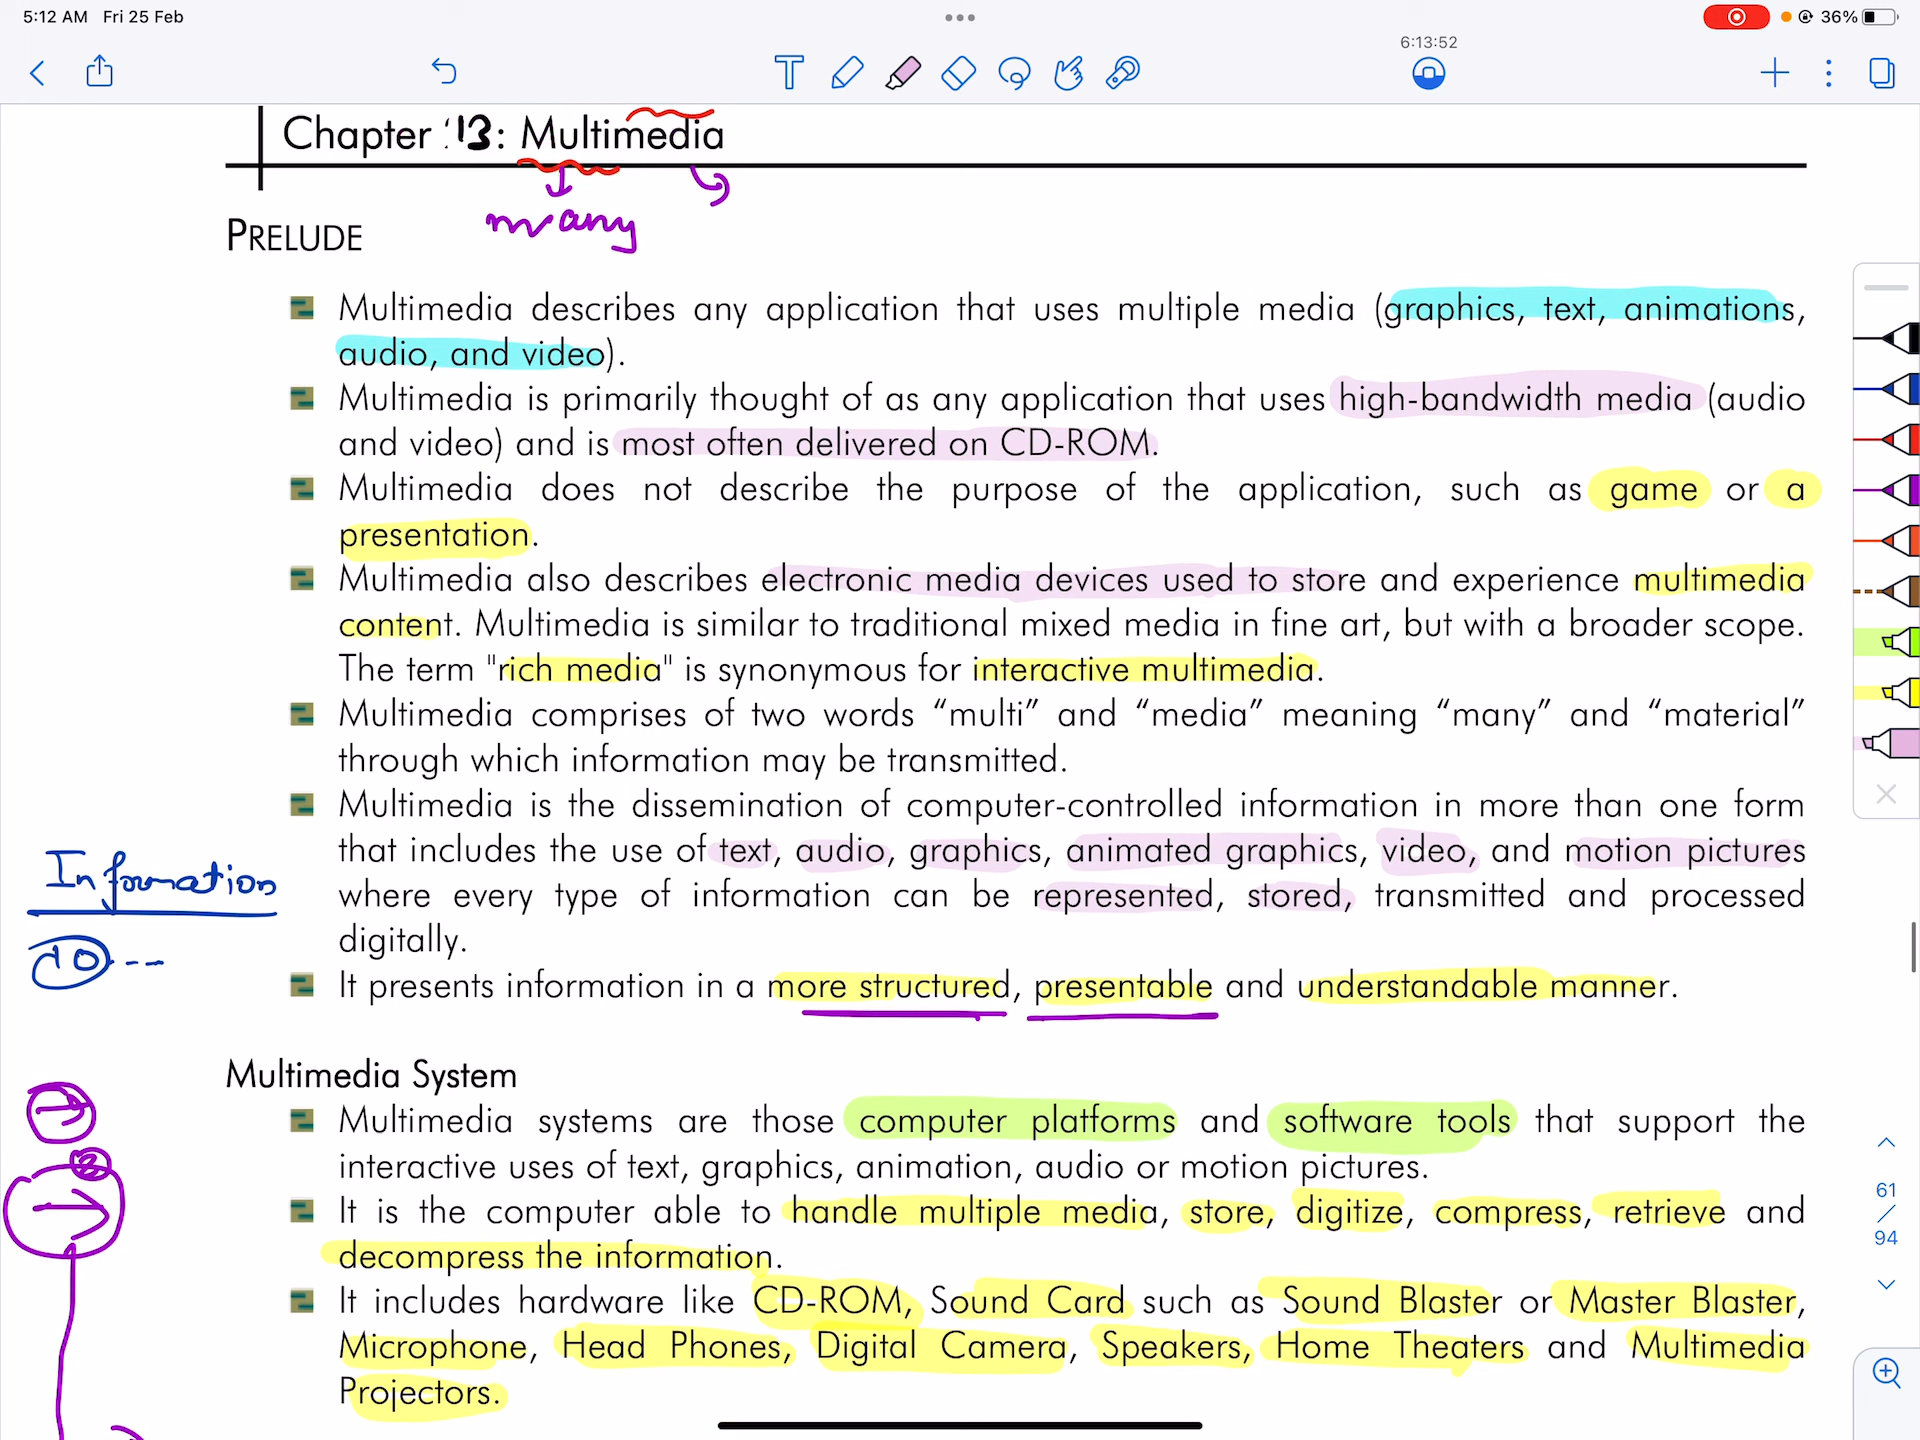 5:12 AM Fri 25 Feb
36%
6:13:52
T
Chapter 13: Multimedia
many
PRELUDE
Multimedia describes any application that uses multiple media (graphics, text, animations,
audio, and video).
Multimedia is primarily thought of as any application that uses high-bandwidth media (audio
and video) and is most often delivered on CD-ROM.
Multimedia does not describe the purpose of the application, such as game or a
presentation.
Multimedia also describes electronic media devices used to store and experience multimedia
content. Multimedia is similar to traditional mixed media in fine art, but with a broader scope.
The term "rich media" is synonymous for interactive multimedia.
Multimedia comprises of two words “multi” and “media” meaning “many” and “material”
through which information may be transmitted.
Multimedia is the dissemination of computer-controlled information in more than one form
that includes the use of text, audio, graphics, animated graphics, video, and motion pictures
where every type of information can be represented, stored, transmitted and processed
digitally.
Information
It presents information in a more structured, presentable and understandable manner.
Multimedia System
Multimedia systems are those computer platforms and software tools that support the
interactive uses of text, graphics, animation, audio or motion pictures.
It is the computer able to handle multiple media, store, digitize, compress, retrieve and
decompress the information.
It includes hardware like CD-ROM, Sound Card such as Sound Blaster or Master Blaster,
Microphone, Head Phones, Digital Camera, Speakers, Home Theaters and Multimedia
Projectors.
61
/
94